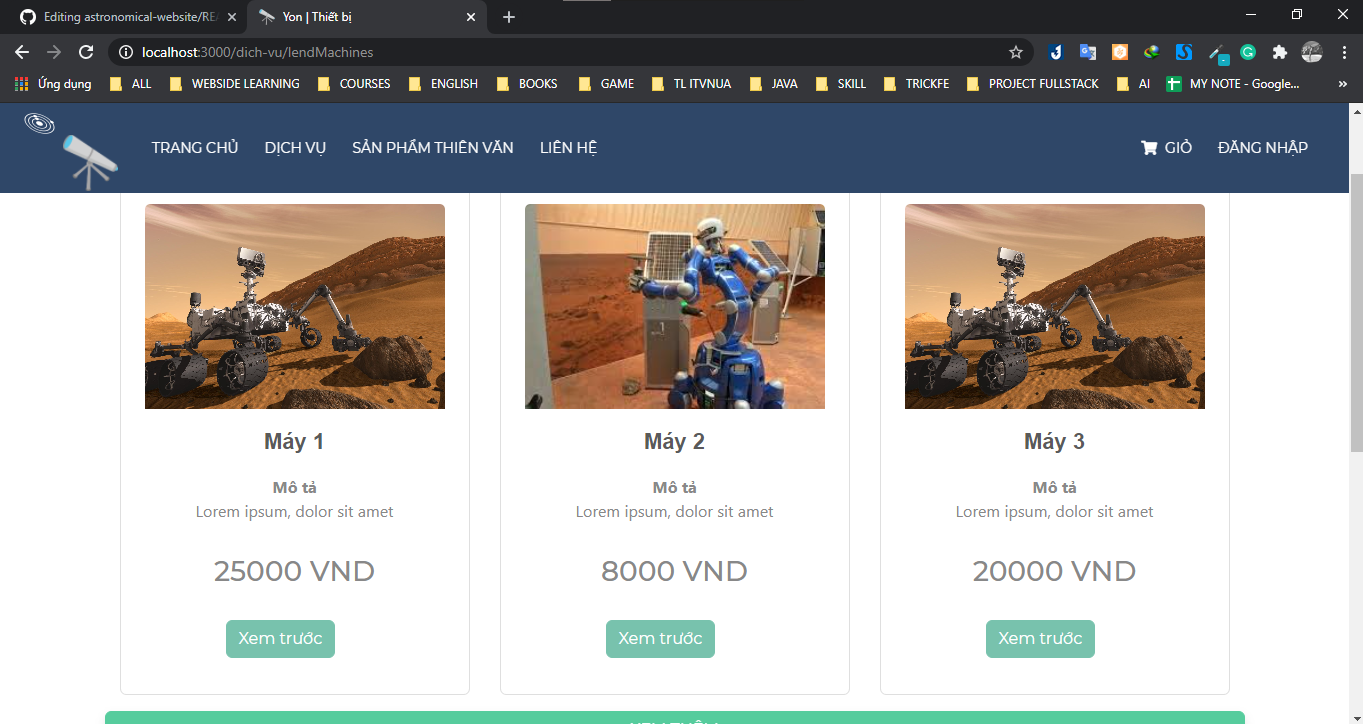 Editing astronomical-website/RE
Yon | Thiết bị
localhost:3000/dich-vu/lendMachines
Ứng dụng
ALL
WEBSIDE LEARNING
COURSES
ENGLISH
BOOKS
GAME
TL ITVNUA
JAVA
SKILL
TRICKFE
PROJECT FULLSTACK
AI
MY NOTE - Google...
»
TRANG CHỦ
DỊCH VỤ
SẢN PHẨM THIÊN VĂN
LIÊN HỆ
GIỎ
ĐĂNG NHẬP
Máy 1
Mô tả
Lorem ipsum, dolor sit amet
25000 VND
Xem trước
Máy 2
Mô tả
Lorem ipsum, dolor sit amet
8000 VND
Xem trước
Máy 3
Mô tả
Lorem ipsum, dolor sit amet
20000 VND
Xem trước